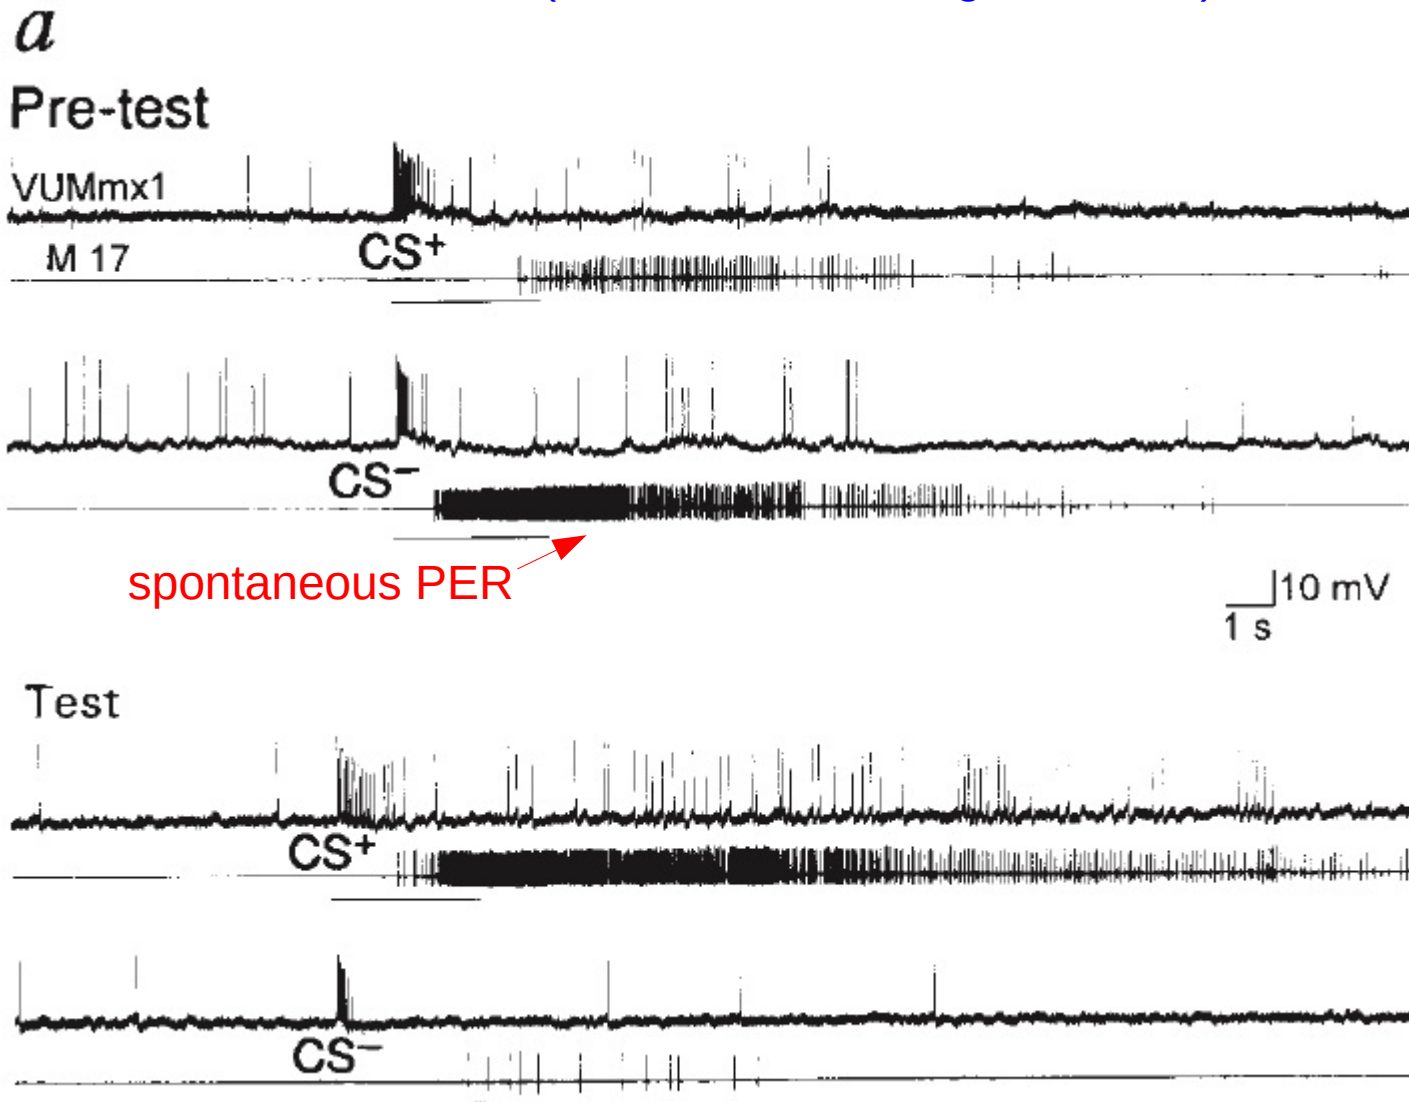 a
Pre-test
VUMmx1
CS+
M 17
CS−
spontaneous PER
10 mV
1 s
Test
CS+
CS−